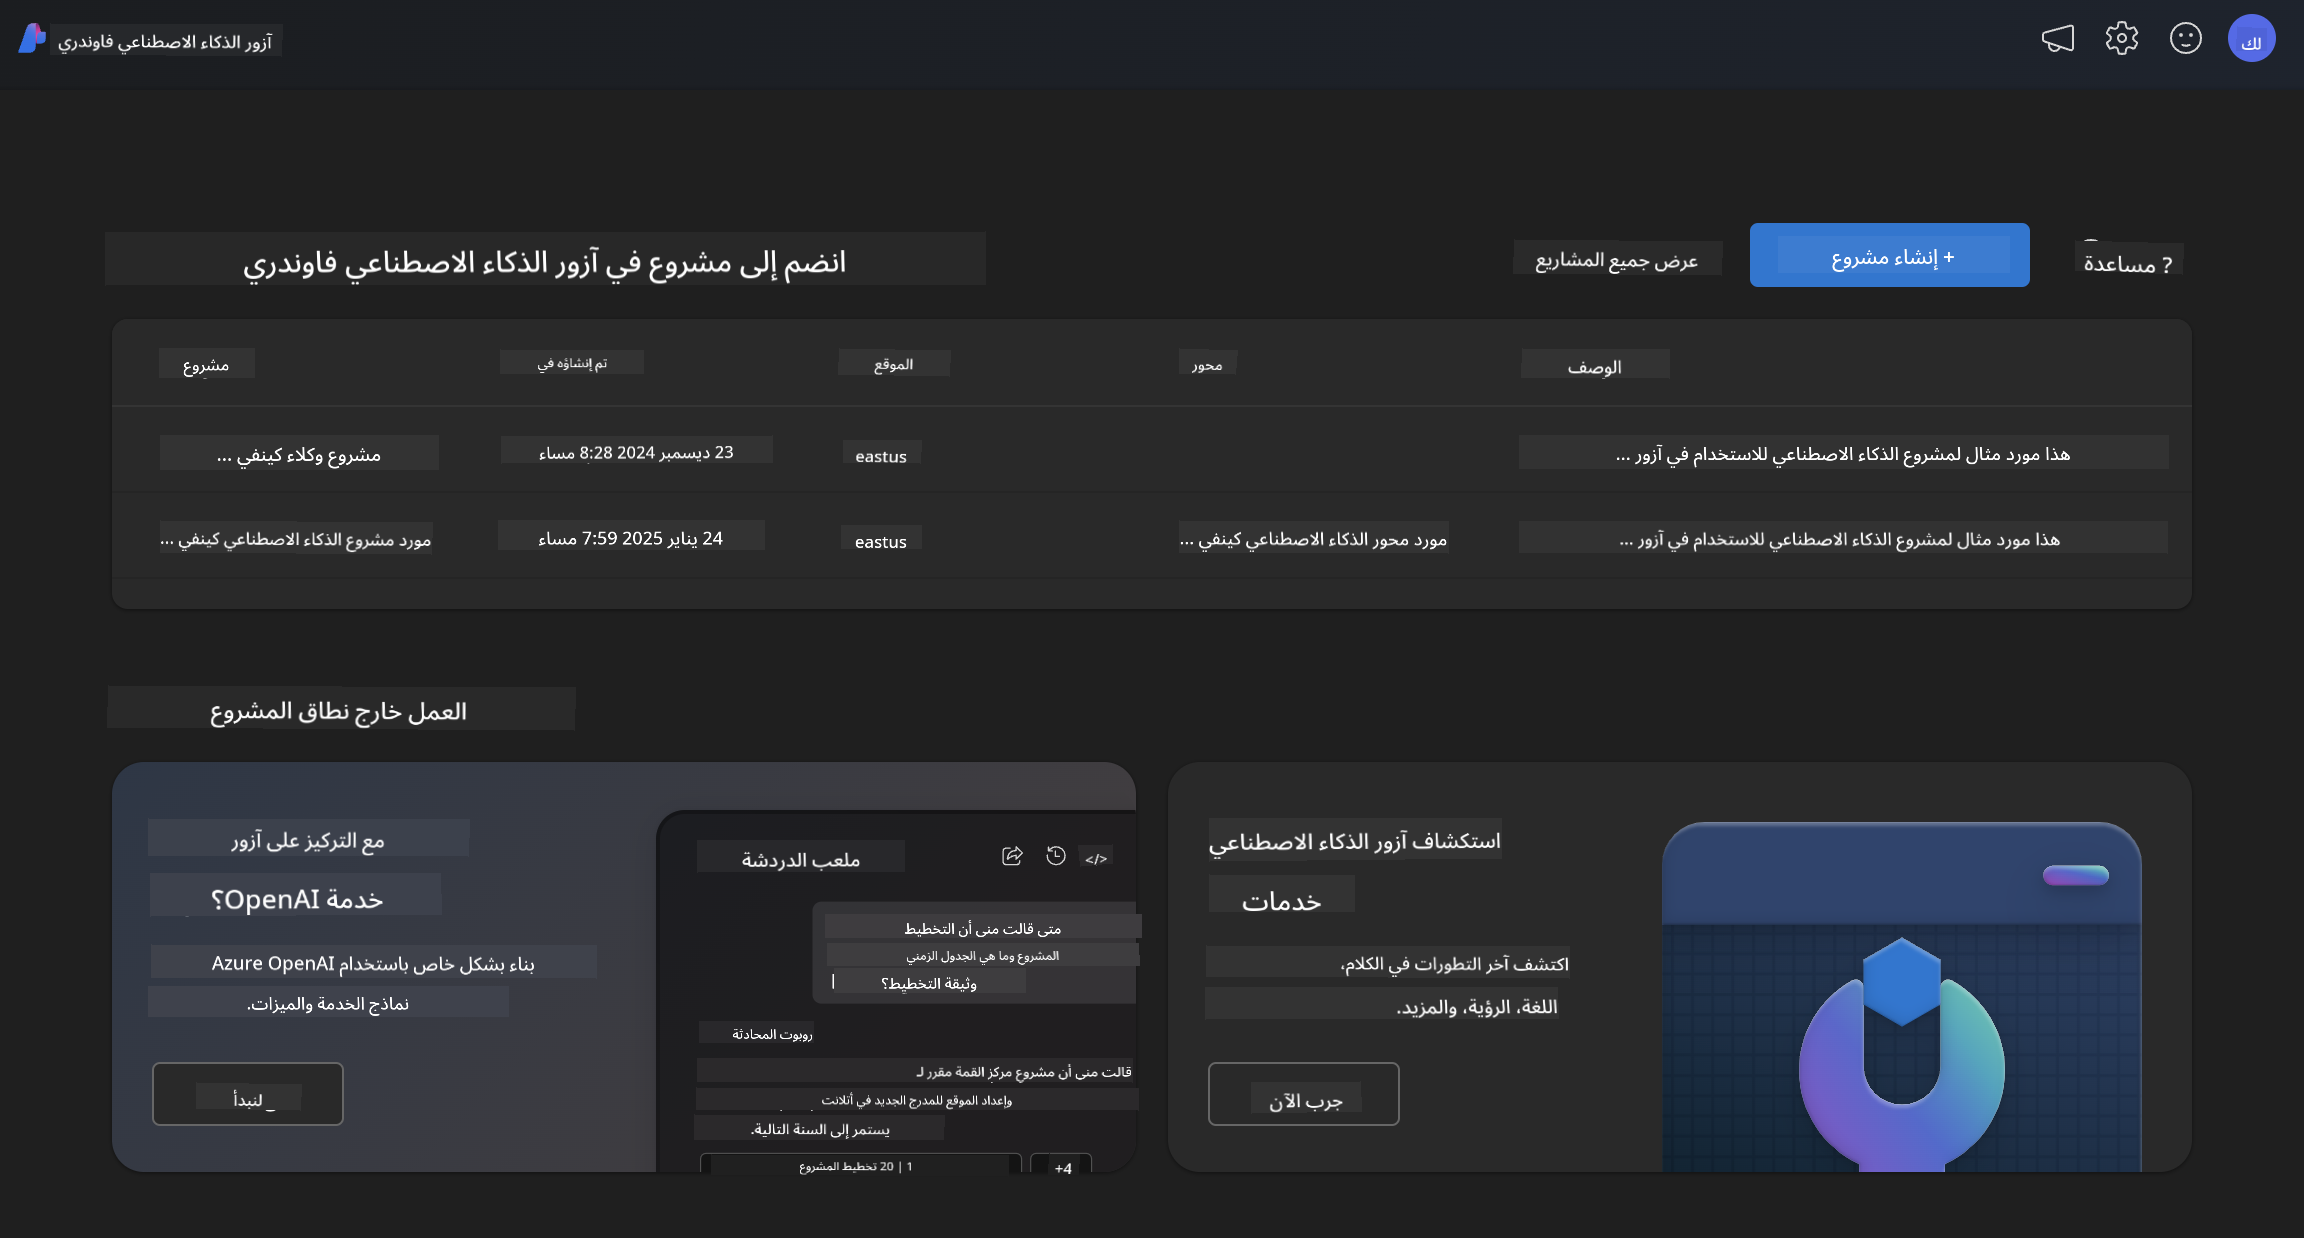 آزور الذكاء الاصطناعي فاوندري
لك
انضم إلى مشروع في آزور الذكاء الاصطناعي فاوندري
عرض جميع المشاريع
+ إنشاء مشروع
? مساعدة
مشروع
تم إنشاؤه في
الموقع
محور
الوصف
مشروع وكلاء كينفي ...
23 ديسمبر 2024 8:28 مساء
eastus
هذا مورد مثال لمشروع الذكاء الاصطناعي للاستخدام في آزور ...
مورد مشروع الذكاء الاصطناعي كينفي ...
24 يناير 2025 7:59 مساء
eastus
مورد محور الذكاء الاصطناعي كينفي ...
هذا مورد مثال لمشروع الذكاء الاصطناعي للاستخدام في آزور ...
العمل خارج نطاق المشروع
مع التركيز على آزور
خدمة OpenAI؟
بناء بشكل خاص باستخدام Azure OpenAI
نماذج الخدمة والميزات.
لنبدأ
ملعب الدردشة
</>
متى قالت منى أن التخطيط
المشروع وما هي الجدول الزمني
وثيقة التخطيط؟
روبوت المحادثة
قالت منى أن مشروع مركز القمة مقرر لـ
وإعداد الموقع للمدرج الجديد في أتلانت
يستمر إلى السنة التالية.
1 | 20 تخطيط المشروع
+4
استكشاف آزور الذكاء الاصطناعي
خدمات
اكتشف آخر التطورات في الكلام،
اللغة، الرؤية، والمزيد.
جرب الآن